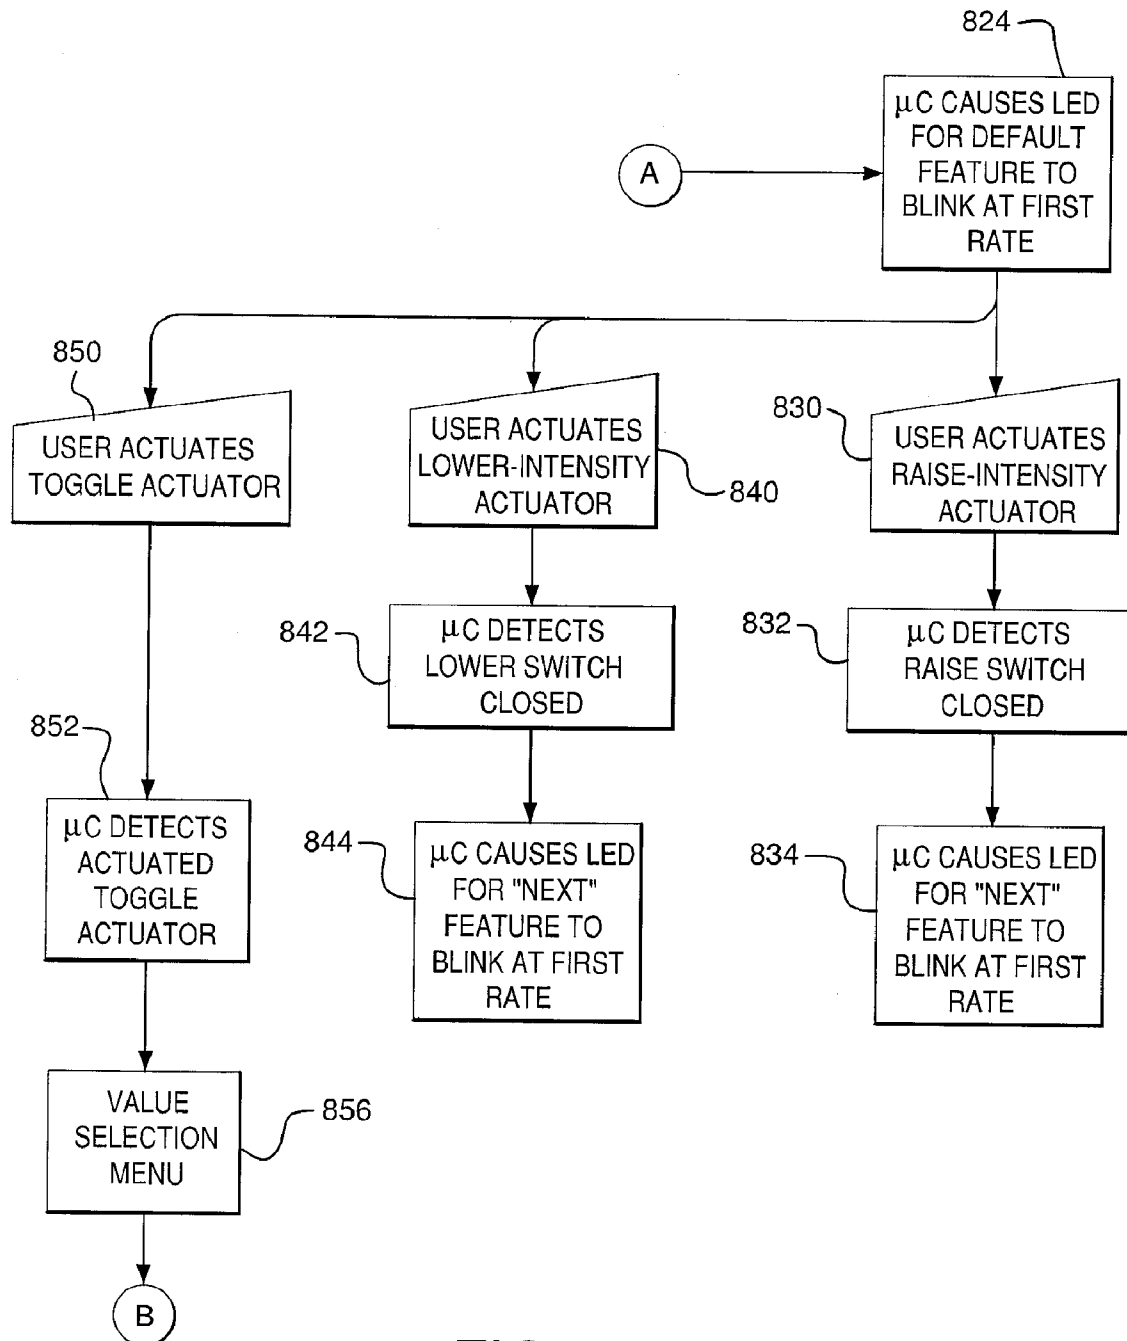 824
μC CAUSES LED
FOR DEFAULT
FEATURE TO
BLINK AT FIRST
RATE
A
850
USER ACTUATES
TOGGLE ACTUATOR
USER ACTUATES
LOWER-INTENSITY
ACTUATOR
840
830
USER ACTUATES
RAISE-INTENSITY
ACTUATOR
842
μC DETECTS
LOWER SWITCH
CLOSED
832
μC DETECTS
RAISE SWITCH
CLOSED
852
μC DETECTS
ACTUATED
TOGGLE
ACTUATOR
844
μC CAUSES LED
FOR "NEXT"
FEATURE TO
BLINK AT FIRST
RATE
834
μC CAUSES LED
FOR "NEXT"
FEATURE TO
BLINK AT FIRST
RATE
VALUE
SELECTION
MENU
856
B